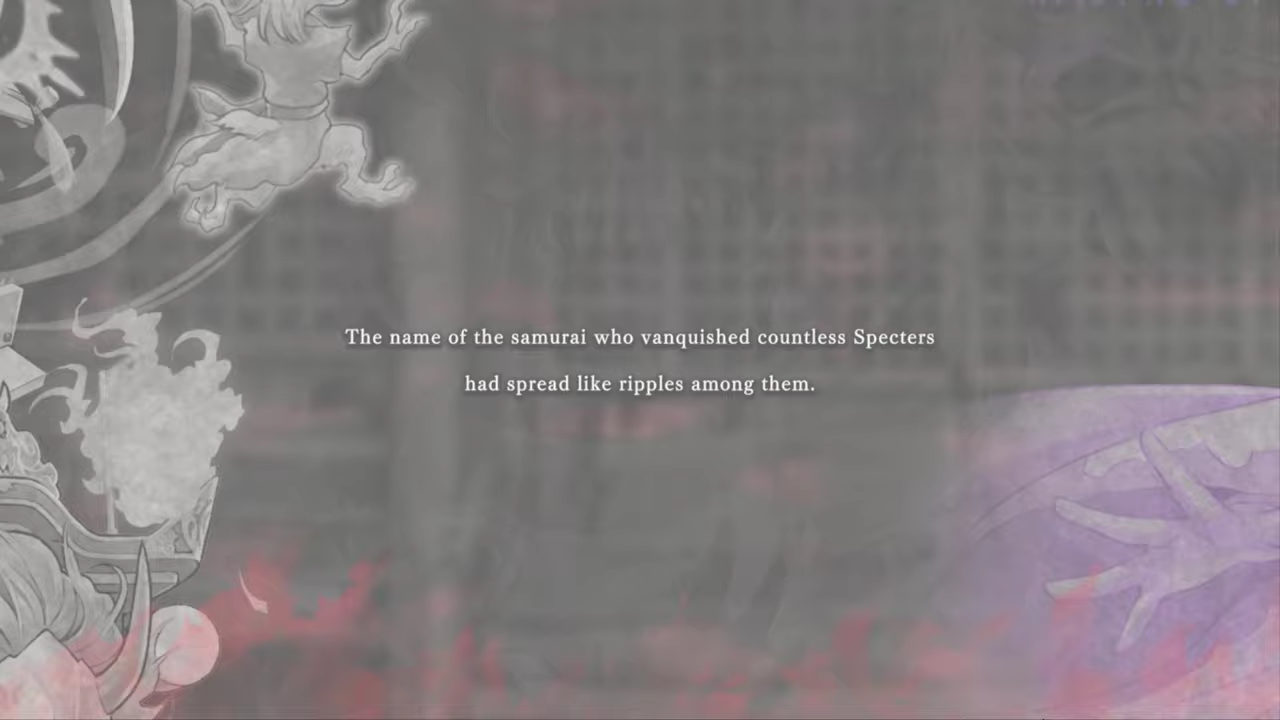 The name of the samurai who vanquished countless Specters
had spread like ripples among them.